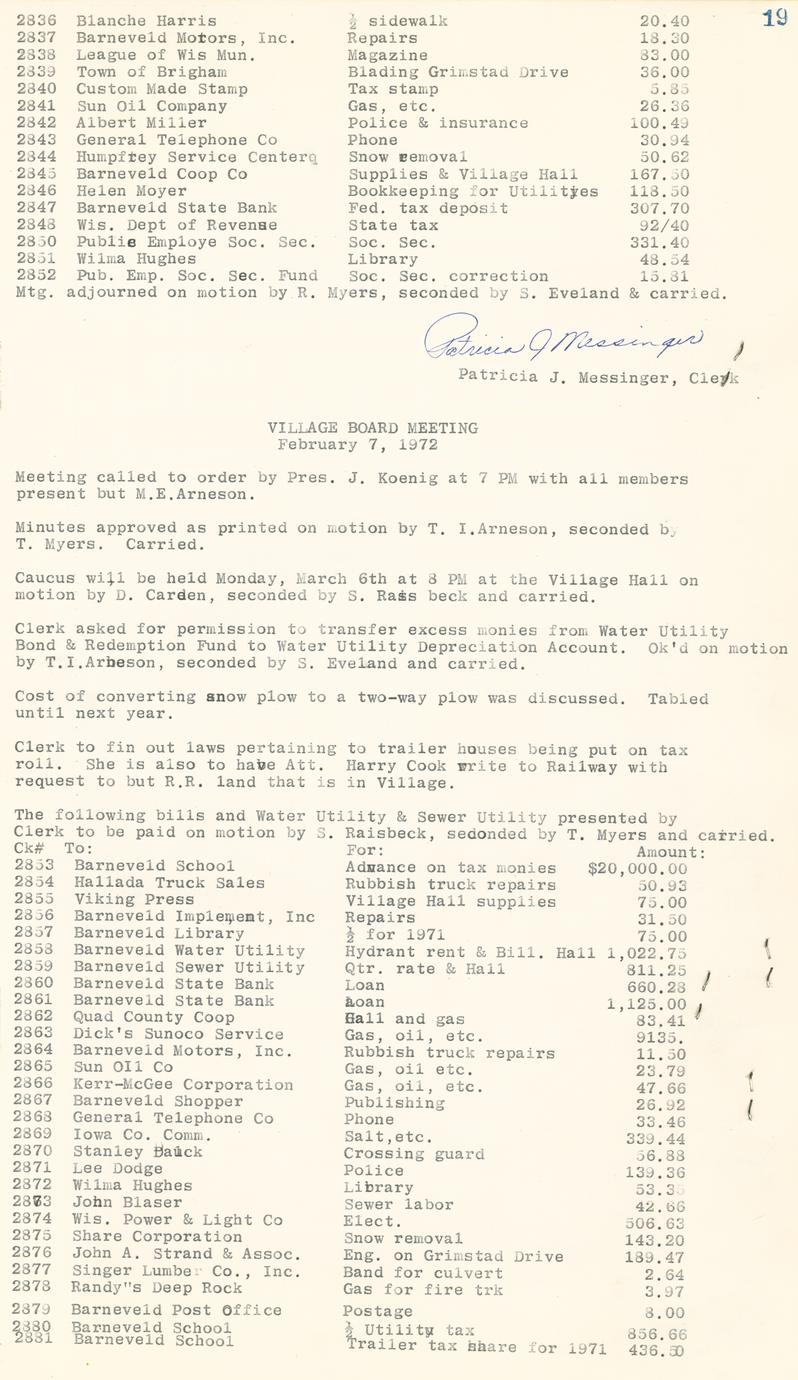 19
2836 Blanche Harris ½ sidewalk 20.40
2837 Barneveld Motors, Inc. Repairs 18.30
2838 League of Wis Mun. Magazine 83.00
2839 Town of Brigham Blading Grimstad Drive 36.00
2840 Custom Made Stamp Tax stamp 5.85
2841 Sun Oil Company Gas, etc. 26.36
2842 Albert Miller Police & insurance 100.49
2843 General Telephone Co Phone 30.94
2844 Humpftey Service Centerq Snow removal 50.62
2845 Barneveld Coop Co Supplies & Village Hall 167.50
2846 Helen Moyer Bookkeeping for Utilities 118.50
2847 Barneveld State Bank Fed. tax deposit 307.70
2848 Wis. Dept of Revenue State tax 92/40
2850 Public Employe Soc. Sec. Soc. Sec. 331.40
2851 Wilma Hughes Library 48.54
2852 Pub. Emp. Soc. Sec. Fund Soc. Sec. correction 15.81
Mtg. adjourned on motion by R. Myers, seconded by S. Eveland & carried.
Patricia J Messinger
Patricia J. Messinger, Clerk
VILLAGE BOARD MEETING
February 7, 1972
Meeting called to order by Pres. J. Koenig at 7 PM with all members
present but M.E.Arneson.
Minutes approved as printed on motion by T. I.Arneson, seconded by
T. Myers. Carried.
Caucus will be held Monday, March 6th at 8 PM at the Village Hall on
motion by D. Carden, seconded by S. Rais beck and carried.
Clerk asked for permission to transfer excess monies from Water Utility
Bond & Redemption Fund to Water Utility Depreciation Account. Ok'd on motion
by T.I.Arneson, seconded by S. Eveland and carried.
Cost of converting snow plow to a two-way plow was discussed. Tabled
until next year.
Clerk to fin out laws pertaining to trailer houses being put on tax
roll. She is also to have Att. Harry Cook write to Railway with
request to but R.R. land that is in Village.
The following bills and Water Utility & Sewer Utility presented by
Clerk to be paid on motion by S. Raisbeck, sedonded by T. Myers and carried.
Ck# To: For: Amount:
2853 Barneveld School Advance on tax monies $20,000.00
2854 Hallada Truck Sales Rubbish truck repairs 50.93
2855 Viking Press Village Hall supplies 75.00
2856 Barneveld Implement, Inc Repairs 31.50
2857 Barneveld Library ½ for 1971 75.00
2858 Barneveld Water Utility Hydrant rent & Bill. Hall 1,022.75
2859 Barneveld Sewer Utility Qtr. rate & Hall 811.25
2860 Barneveld State Bank Loan 660.28
2861 Barneveld State Bank Loan 1,125.00
2862 Quad County Coop Hall and gas 83.41
2863 Dick's Sunoco Service Gas, oil, etc. 9135.
2864 Barneveld Motors, Inc. Rubbish truck repairs 11.50
2865 Sun OIl Co Gas, oil etc. 23.79
2866 Kerr-McGee Corporation Gas, oil, etc. 47.66
2867 Barneveld Shopper Publishing 26.92
2868 General Telephone Co Phone 33.46
2869 Iowa Co. Comm. Salt,etc. 339.44
2870 Stanley Hauck Crossing guard 56.88
2871 Lee Dodge Police 139.36
2872 Wilma Hughes Library 53.3
2873 John Blaser Sewer labor 42.66
2874 Wis. Power & Light Co Elect. 506.63
2875 Share Corporation Snow removal 143.20
2876 John A. Strand & Assoc. Eng. on Grimstad Drive 189.47
2877 Singer Lumber Co., Inc. Band for culvert 2.64
2878 Randy"s Deep Rock Gas for fire trk 3.97
2879 Barneveld Post Office Postage 8.00
2880 Barneveld School ½ Utility tax 856.66
2881 Barneveld School Trailer tax share for 1971 436.50